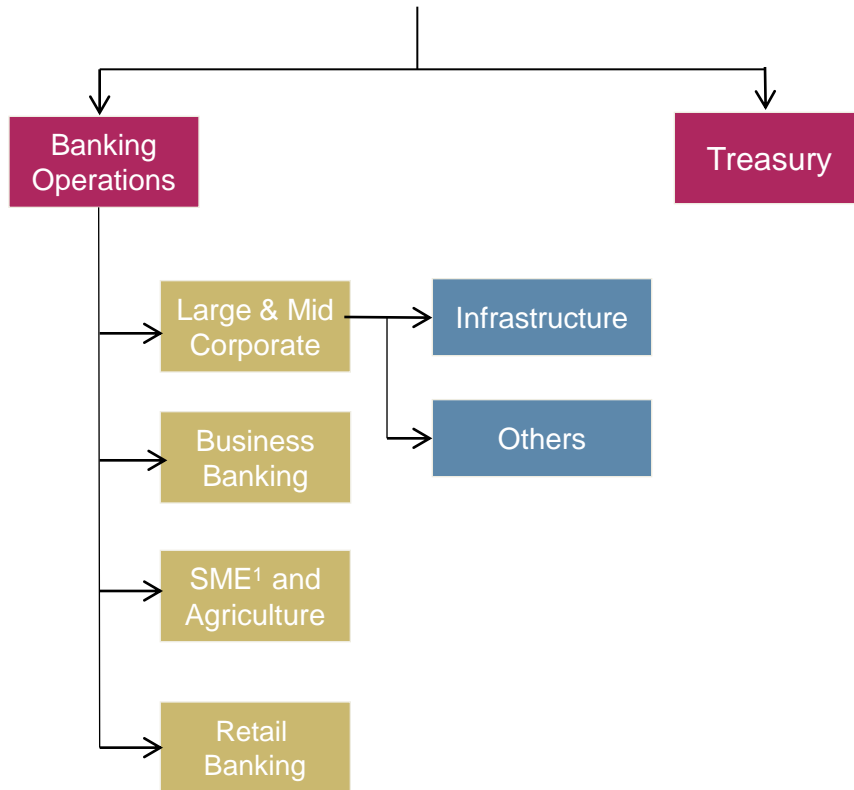 Banking
Operations
Treasury
Large & Mid
Corporate
Infrastructure
Others
Business
Banking
SME¹ and
Agriculture
Retail
Banking